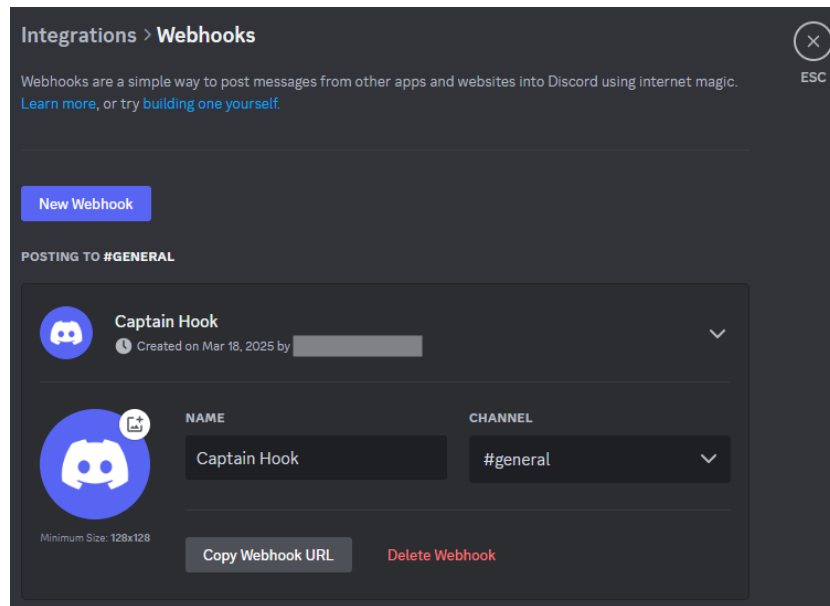 Integrations > Webhooks
ESC
Webhooks are a simple way to post messages from other apps and websites into Discord using internet magic.
Learn more, or try building one yourself.
New Webhook
POSTING TO #GENERAL
Captain Hook
Created on Mar 18, 2025 by
NAME
CHANNEL
Captain Hook
#general
Minimum Size: 128x128
Copy Webhook URL
Delete Webhook